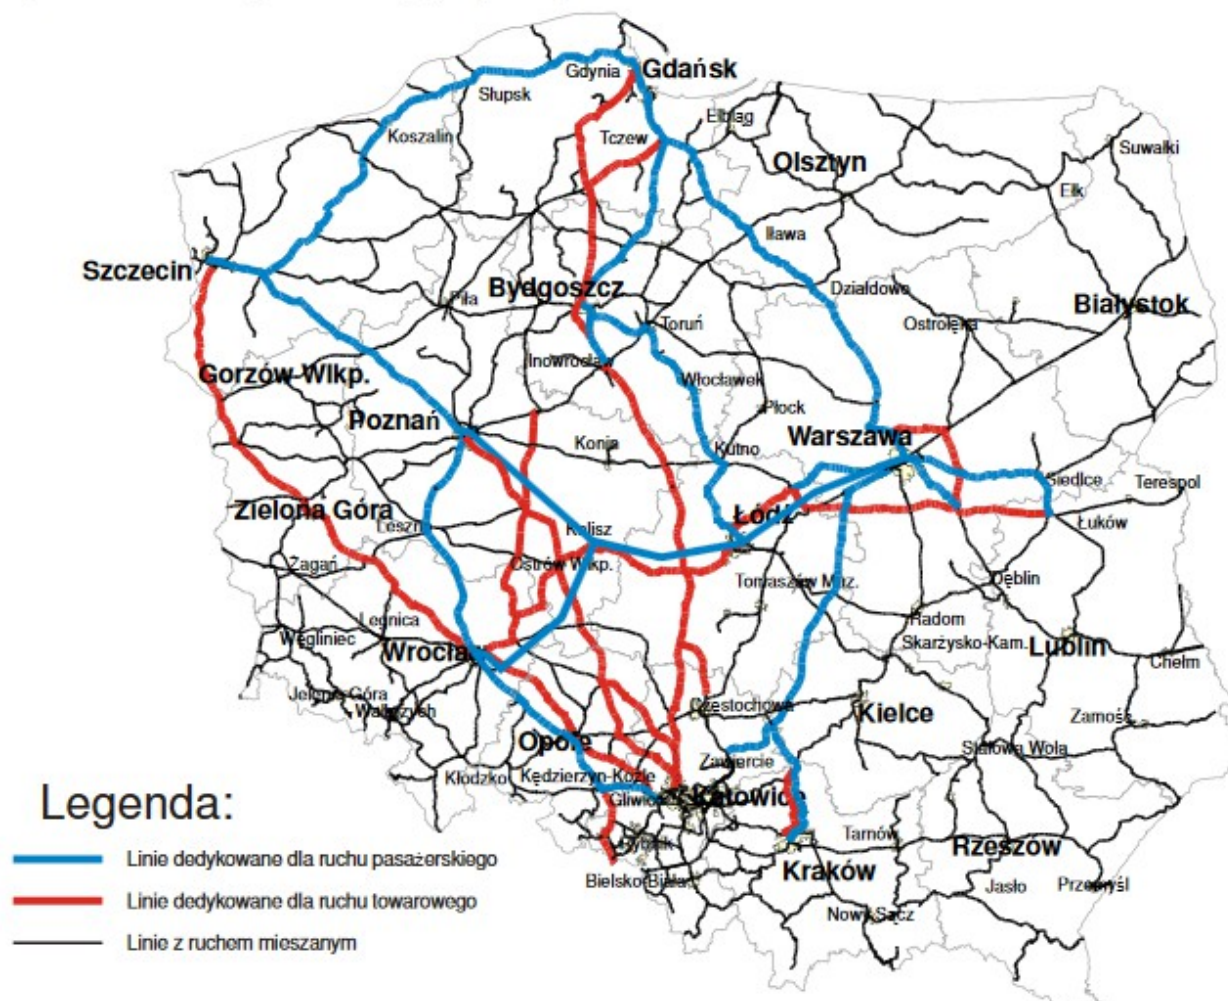 Gdynia
Gdańsk
Słupsk
Elbląg
Koszalin
Tczew
Suwałki
Olsztyn
Ełk
Iława
Szczecin
Bydgoszcz
Piła
Działdowo
Białystok
Toruń
Ostrołęka
Inowrocław
Gorzów Wlkp.
Włocławek
Płock
Poznań
Konin
Kutno
Warszawa
Siedlce
Terespol
Zielona Góra
Leszno
Kalisz
Łódź
Łuków
Żagań
Ostrów Wlkp.
Tomaszów Maz.
Dęblin
Legnica
Radom
Węgliniec
Wrocław
Skarżysko-Kam.
Lublin
Chełm
Jelenia Góra
Wałbrzych
Częstochowa
Kielce
Zamość
Opole
Stalowa Wola
Zawiercie
Kłodzko
Kędzierzyn-Koźle
Gliwice
Katowice
Legenda:
Rybnik
Tarnów
Rzeszów
Linie dedykowane dla ruchu pasażerskiego
Kraków
Bielsko-Biała
Jasło
Przemyśl
Linie dedykowane dla ruchu towarowego
Nowy Sącz
Linie z ruchem mieszanym